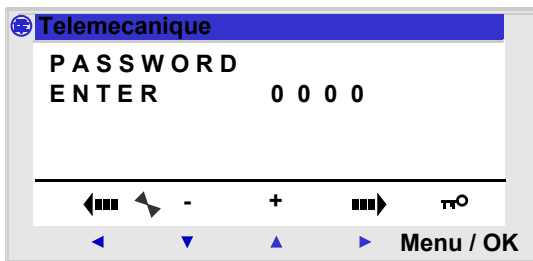 Telemecanique
PASSWORD
ENTER 0000
- +
Menu / OK